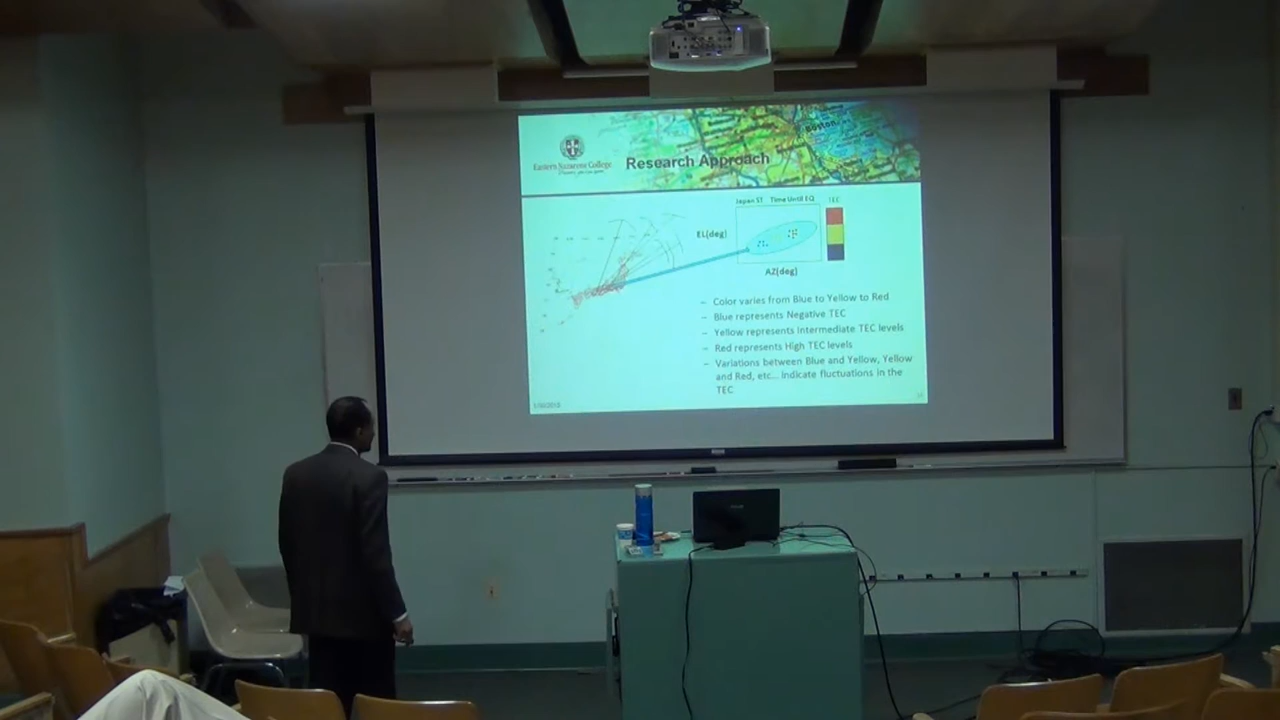 Boston
Eastern Nazarene College
Research Approach
Japan ST Time Until EQ TEC
EL(deg)
AZ(deg)
– Color varies from Blue to Yellow to Red
– Blue represents Negative TEC
– Yellow represents Intermediate TEC levels
– Red represents High TEC levels
– Variations between Blue and Yellow, Yellow
and Red, etc... indicate fluctuations in the
TEC